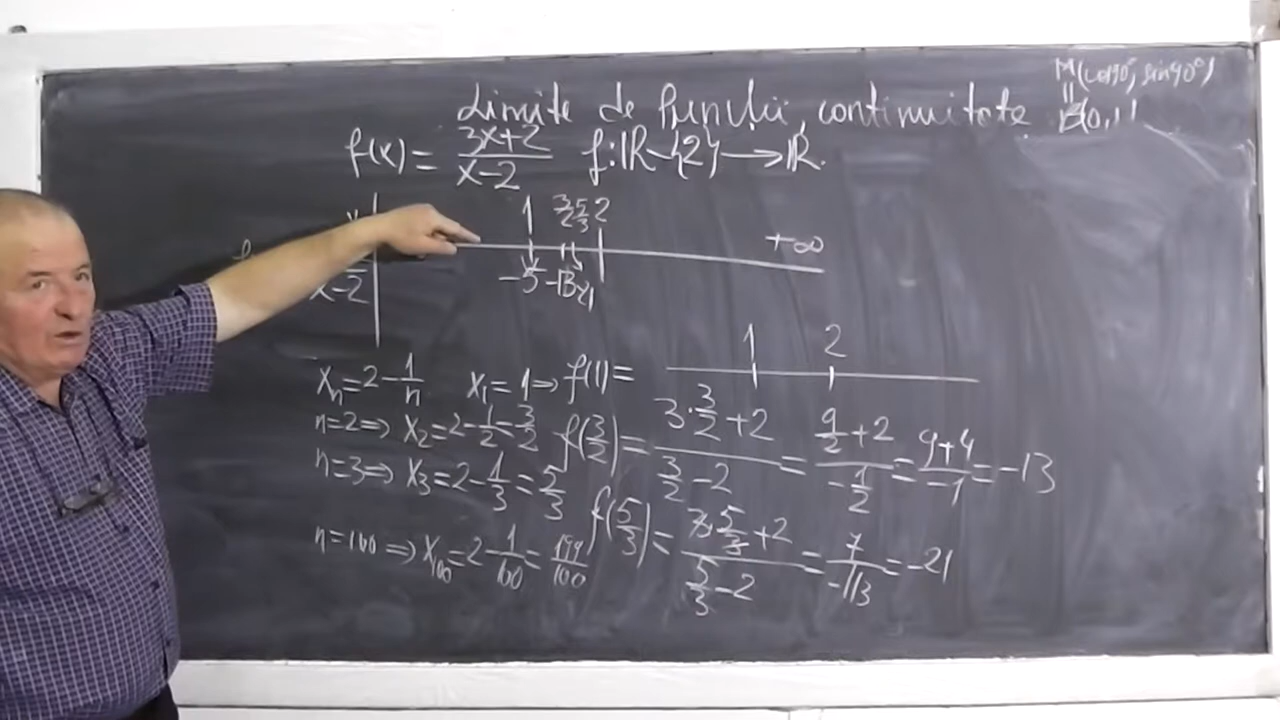 Limite de funcții, continuitate
M(cos90°, sin90°)
B(0,1)
f(x) = (3x+2)/(x-2) f: ℝ-{2} → ℝ.
x 1 3/2 5/3 2 +∞
x-2 -5 -13 -21
1 2
xₙ = 2 - 1/n x₁ = 1 ⇒ f(1) =
n=2 ⇒ x₂ = 2 - 1/2 = 3/2 f(3/2) = (3·3/2+2)/(3/2-2) = (9/2+2)/(-1/2) = (9+4)/(-1) = -13
n=3 ⇒ x₃ = 2 - 1/3 = 5/3 f(5/3) = (3·5/3+2)/(5/3-2) = 7/(-1/3) = -21
n=100 ⇒ x₁₀₀ = 2 - 1/100 = 199/100